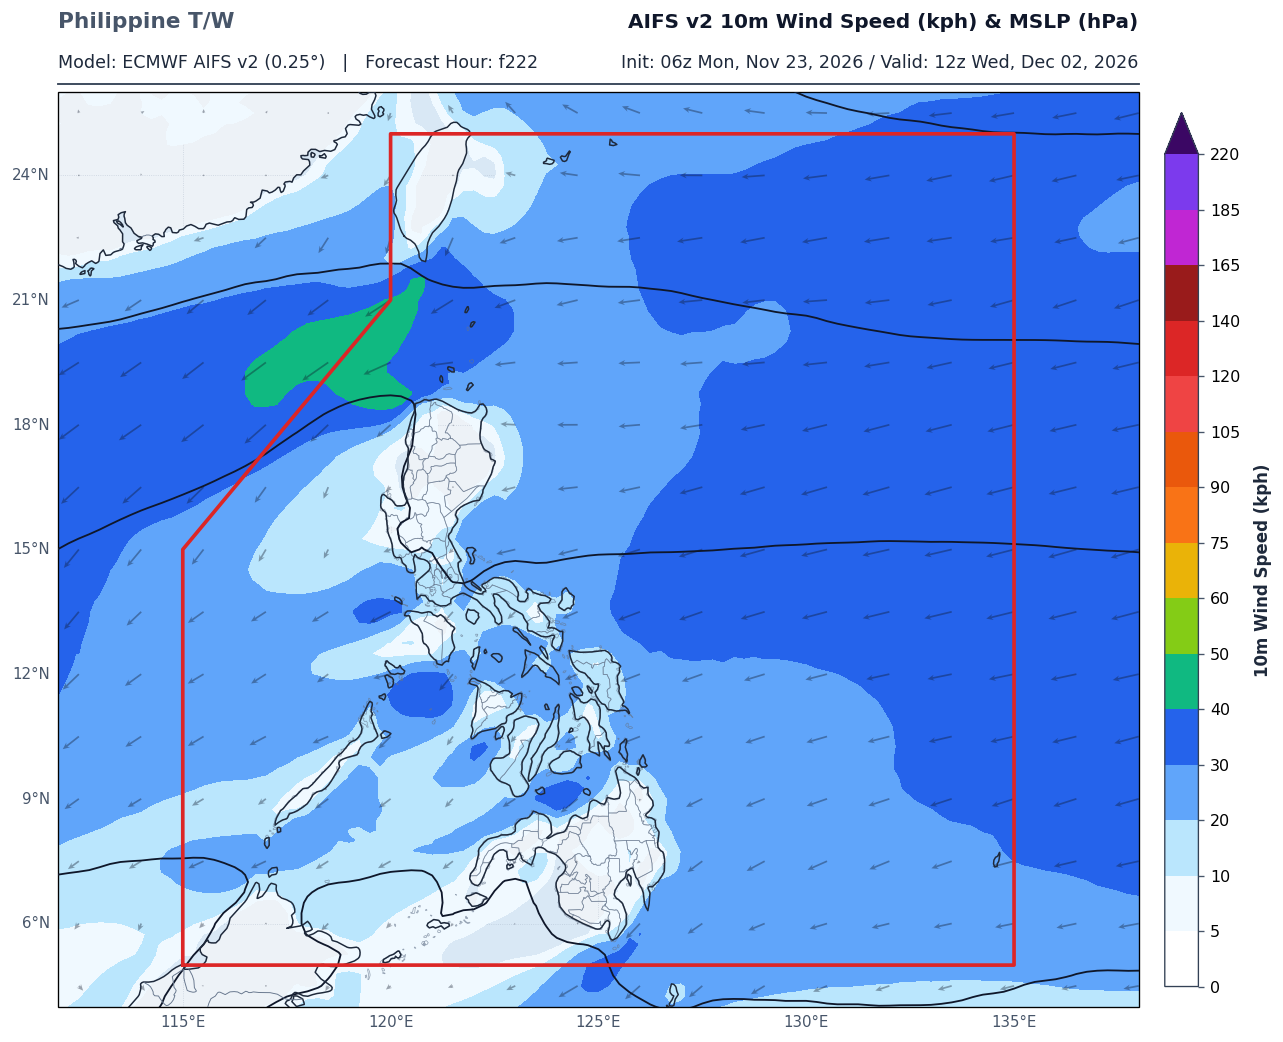 Philippine T/W
AIFS v2 10m Wind Speed (kph) & MSLP (hPa)
Model: ECMWF AIFS v2 (0.25°) | Forecast Hour: f222
Init: 06z Mon, Nov 23, 2026 / Valid: 12z Wed, Dec 02, 2026
24°N
21°N
18°N
15°N
12°N
9°N
6°N
115°E
120°E
125°E
130°E
135°E
220
185
165
140
120
105
90
75
60
50
40
30
20
10
5
0
10m Wind Speed (kph)